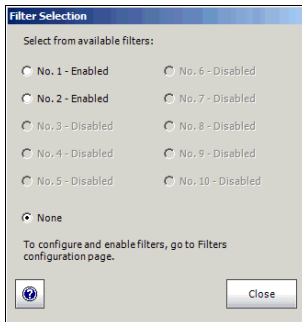 Filter Selection
Select from available filters:
No. 1 - Enabled
No. 2 - Enabled
No. 3 - Disabled
No. 4 - Disabled
No. 5 - Disabled
No. 6 - Disabled
No. 7 - Disabled
No. 8 - Disabled
No. 9 - Disabled
No. 10 - Disabled
None
To configure and enable filters, go to Filters
configuration page.
?
Close